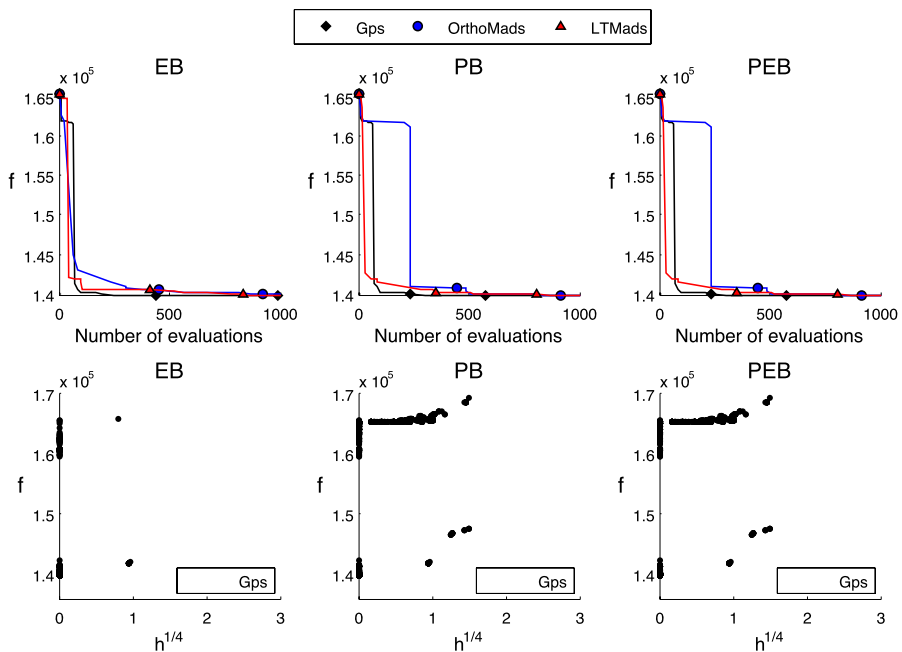 Gps OrthoMads LTMads
EB PB PEB
x 10^5 x 10^5 x 10^5
1.65 1.65 1.65
1.6 1.6 1.6
1.55 1.55 1.55
f f f
1.5 1.5 1.5
1.45 1.45 1.45
1.4 1.4 1.4
0 500 1000 0 500 1000 0 500 1000
Number of evaluations Number of evaluations Number of evaluations
EB PB PEB
x 10^5 x 10^5 x 10^5
1.7 1.7 1.7
1.6 1.6 1.6
f f f
1.5 1.5 1.5
1.4 1.4 1.4
Gps Gps Gps
0 1 2 3 0 1 2 3 0 1 2 3
h^1/4 h^1/4 h^1/4